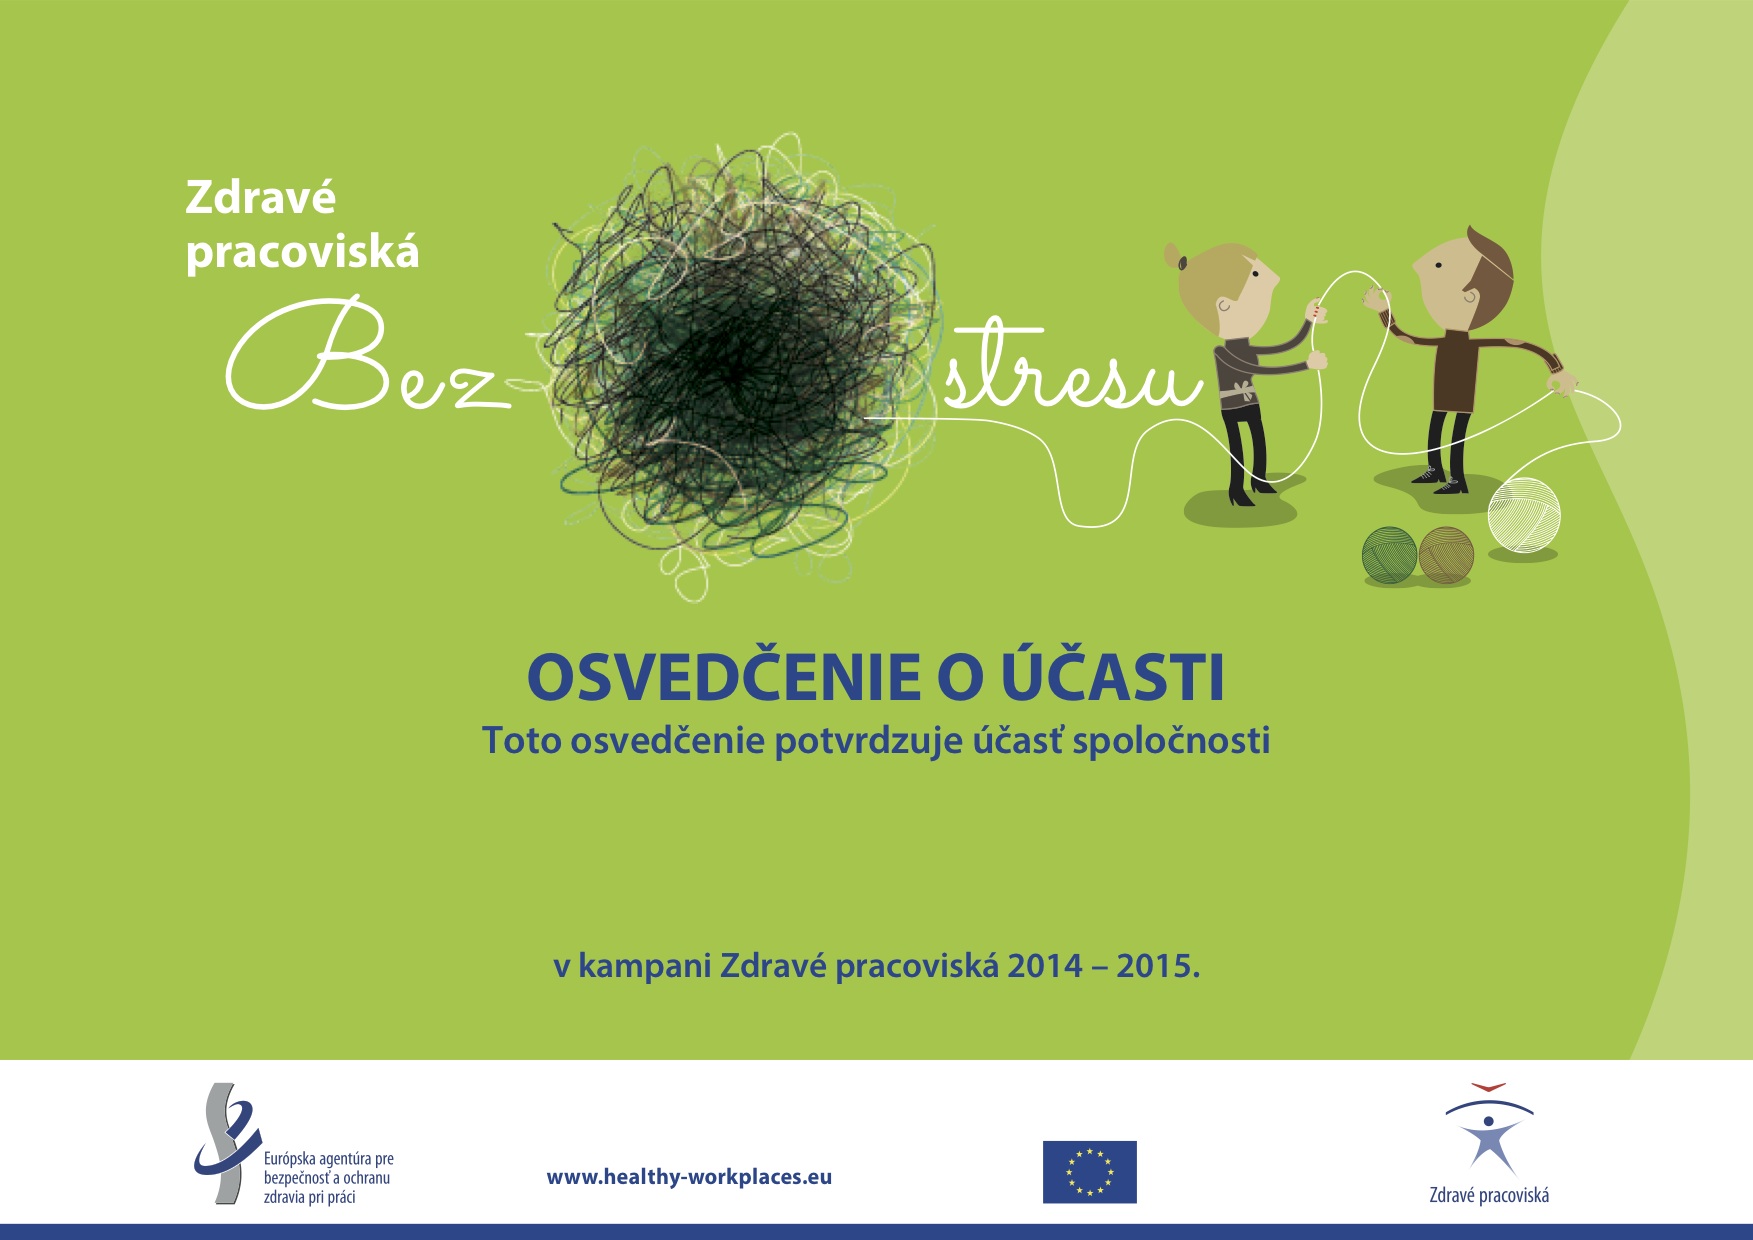 Zdravé
pracoviská
Bez stresu
OSVEDČENIE O ÚČASTI
Toto osvedčenie potvrdzuje účasť spoločnosti
v kampani Zdravé pracoviská 2014 – 2015.
Európska agentúra pre
bezpečnosť a ochranu
zdravia pri práci
www.healthy-workplaces.eu
Zdravé pracoviská